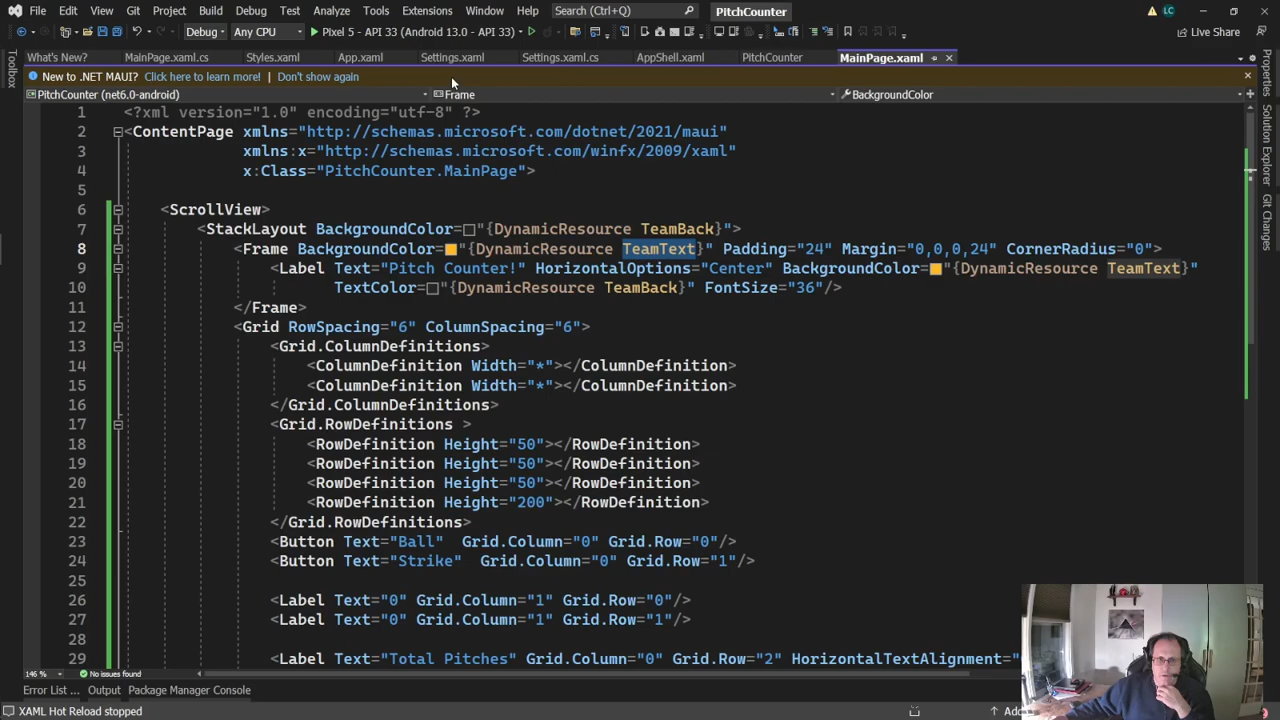 File Edit View Git Project Build Debug Test Analyze Tools Extensions Window Help Search (Ctrl+Q) PitchCounter LC
Debug Any CPU Pixel 5 - API 33 (Android 13.0 - API 33) Live Share
What's New? MainPage.xaml.cs Styles.xaml App.xaml Settings.xaml Settings.xaml.cs AppShell.xaml PitchCounter MainPage.xaml
New to .NET MAUI? Click here to learn more! | Don't show again
PitchCounter (net6.0-android) Frame BackgroundColor
1 <?xml version="1.0" encoding="utf-8" ?>
2 <ContentPage xmlns="http://schemas.microsoft.com/dotnet/2021/maui"
3 xmlns:x="http://schemas.microsoft.com/winfx/2009/xaml"
4 x:Class="PitchCounter.MainPage">
5
6 <ScrollView>
7 <StackLayout BackgroundColor="{DynamicResource TeamBack}">
8 <Frame BackgroundColor="{DynamicResource TeamText}" Padding="24" Margin="0,0,0,24" CornerRadius="0">
9 <Label Text="Pitch Counter!" HorizontalOptions="Center" BackgroundColor="{DynamicResource TeamText}"
10 TextColor="{DynamicResource TeamBack}" FontSize="36"/>
11 </Frame>
12 <Grid RowSpacing="6" ColumnSpacing="6">
13 <Grid.ColumnDefinitions>
14 <ColumnDefinition Width="*"></ColumnDefinition>
15 <ColumnDefinition Width="*"></ColumnDefinition>
16 </Grid.ColumnDefinitions>
17 <Grid.RowDefinitions >
18 <RowDefinition Height="50"></RowDefinition>
19 <RowDefinition Height="50"></RowDefinition>
20 <RowDefinition Height="50"></RowDefinition>
21 <RowDefinition Height="200"></RowDefinition>
22 </Grid.RowDefinitions>
23 <Button Text="Ball" Grid.Column="0" Grid.Row="0"/>
24 <Button Text="Strike" Grid.Column="0" Grid.Row="1"/>
25
26 <Label Text="0" Grid.Column="1" Grid.Row="0"/>
27 <Label Text="0" Grid.Column="1" Grid.Row="1"/>
28
29 <Label Text="Total Pitches" Grid.Column="0" Grid.Row="2" HorizontalTextAlignment="
146 % No issues found
Error List ... Output Package Manager Console
XAML Hot Reload stopped
Toolbox
Properties
Solution Explorer
Git Changes